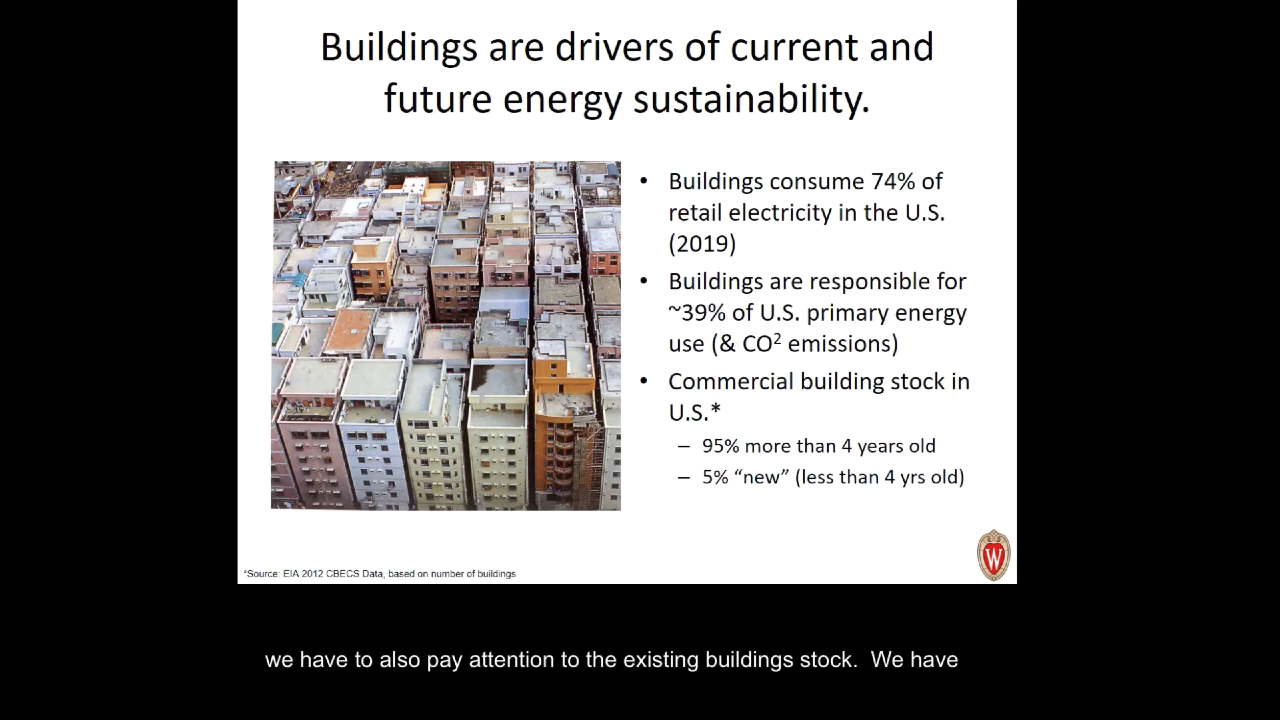 Buildings are drivers of current and
future energy sustainability.
• Buildings consume 74% of
retail electricity in the U.S.
(2019)
• Buildings are responsible for
~39% of U.S. primary energy
use (& CO² emissions)
• Commercial building stock in
U.S.*
– 95% more than 4 years old
– 5% “new” (less than 4 yrs old)
W
*Source: EIA 2012 CBECS Data, based on number of buildings
we have to also pay attention to the existing buildings stock.  We have